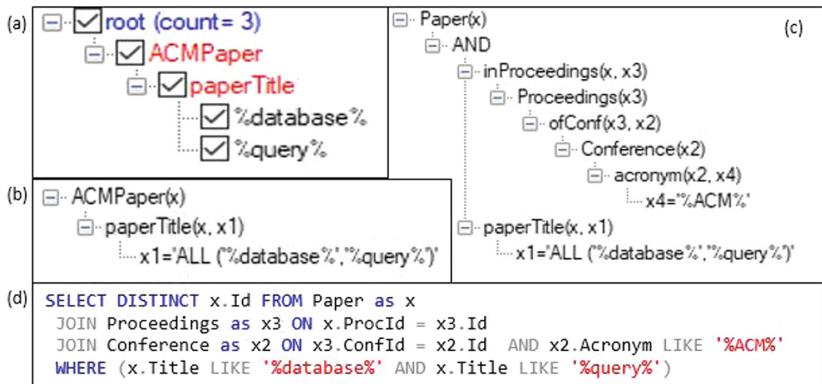 (a)
root (count= 3)
ACMPaper
paperTitle
%database%
%query%
(b)
ACMPaper(x)
paperTitle(x, x1)
x1='ALL ('%database%','%query%')'
(c)
Paper(x)
AND
inProceedings(x, x3)
Proceedings(x3)
ofConf(x3, x2)
Conference(x2)
acronym(x2, x4)
x4='%ACM%'
paperTitle(x, x1)
x1='ALL ('%database%','%query%')'
(d)
SELECT DISTINCT x.Id FROM Paper as x
JOIN Proceedings as x3 ON x.ProcId = x3.Id
JOIN Conference as x2 ON x3.ConfId = x2.Id AND x2.Acronym LIKE '%ACM%'
WHERE (x.Title LIKE '%database%' AND x.Title LIKE '%query%')